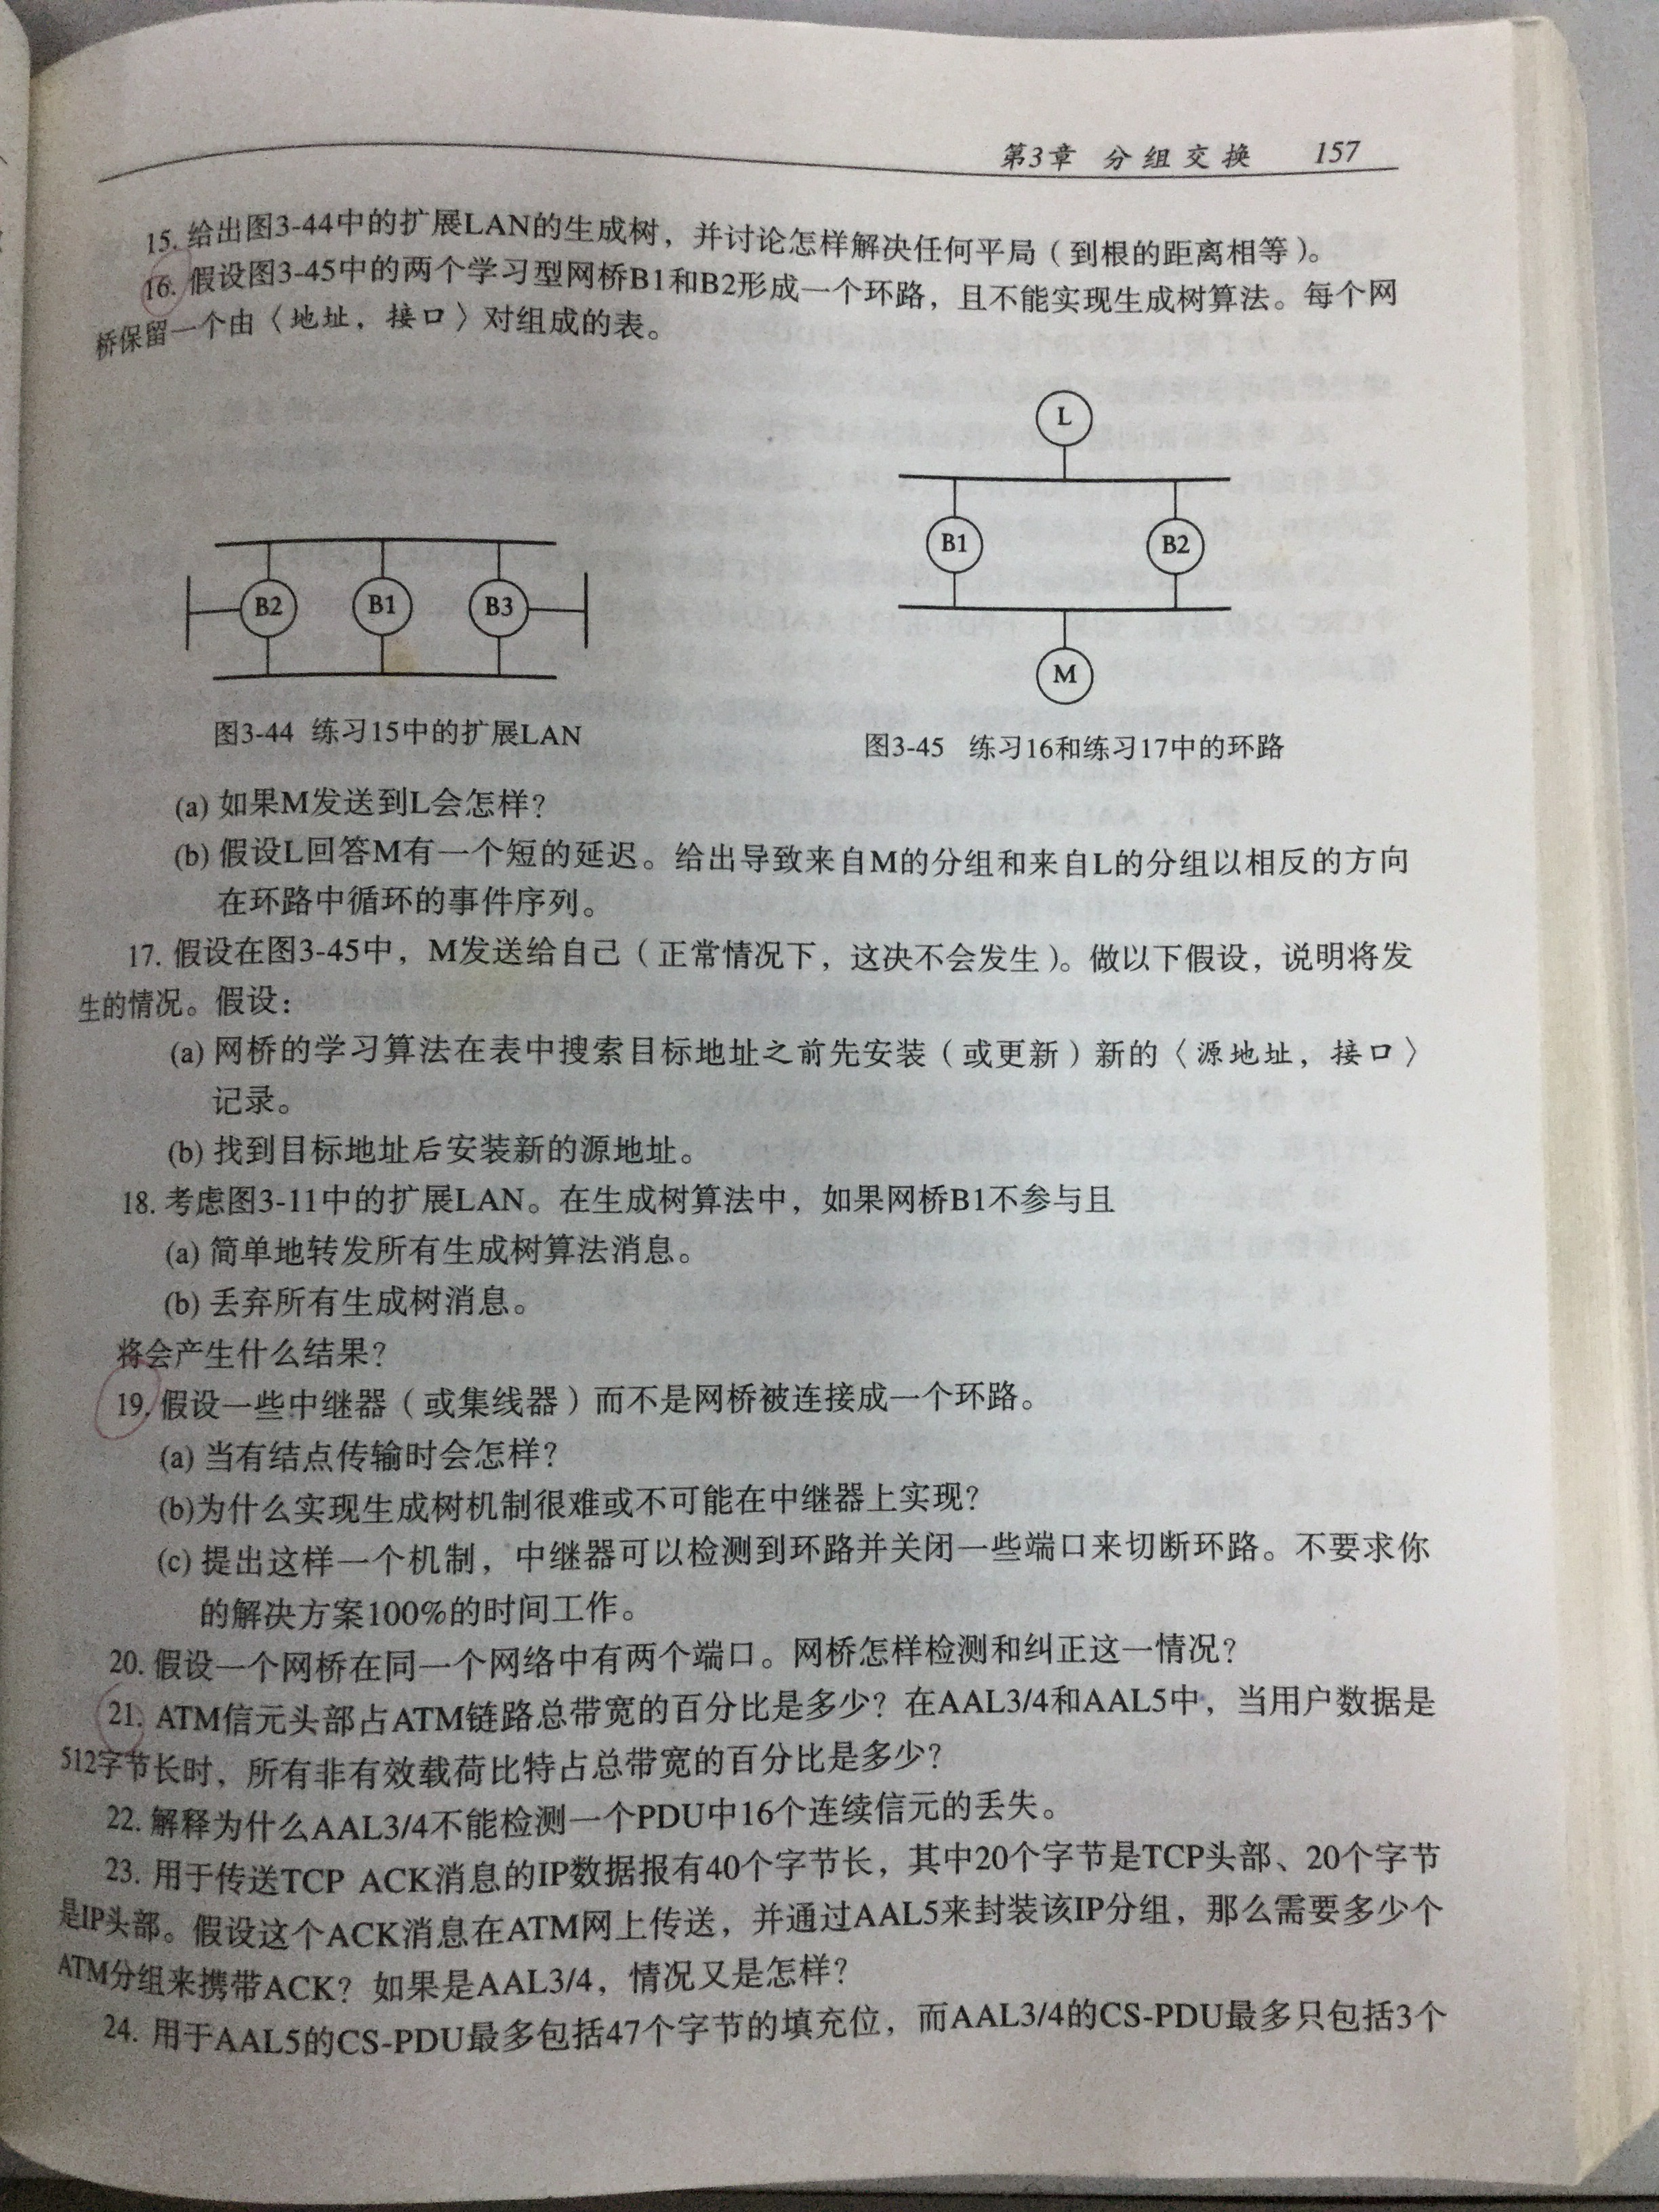 第3章 分组交换 157
15. 给出图3-44中的扩展LAN的生成树，并讨论怎样解决任何平局（到根的距离相等）。
16. 假设图3-45中的两个学习型网桥B1和B2形成一个环路，且不能实现生成树算法。每个网
桥保留一个由〈地址，接口〉对组成的表。
L
B1 B2
M
B2 B1 B3
图3-44 练习15中的扩展LAN
图3-45 练习16和练习17中的环路
(a) 如果M发送到L会怎样？
(b) 假设L回答M有一个短的延迟。给出导致来自M的分组和来自L的分组以相反的方向
在环路中循环的事件序列。
17. 假设在图3-45中，M发送给自己（正常情况下，这决不会发生）。做以下假设，说明将发
生的情况。假设：
(a) 网桥的学习算法在表中搜索目标地址之前先安装（或更新）新的〈源地址，接口〉
记录。
(b) 找到目标地址后安装新的源地址。
18. 考虑图3-11中的扩展LAN。在生成树算法中，如果网桥B1不参与且
(a) 简单地转发所有生成树算法消息。
(b) 丢弃所有生成树消息。
将会产生什么结果？
19. 假设一些中继器（或集线器）而不是网桥被连接成一个环路。
(a) 当有结点传输时会怎样？
(b)为什么实现生成树机制很难或不可能在中继器上实现？
(c) 提出这样一个机制，中继器可以检测到环路并关闭一些端口来切断环路。不要求你
的解决方案100%的时间工作。
20. 假设一个网桥在同一个网络中有两个端口。网桥怎样检测和纠正这一情况？
21. ATM信元头部占ATM链路总带宽的百分比是多少？在AAL3/4和AAL5中，当用户数据是
512字节长时，所有非有效载荷比特占总带宽的百分比是多少？
22. 解释为什么AAL3/4不能检测一个PDU中16个连续信元的丢失。
23. 用于传送TCP ACK消息的IP数据报有40个字节长，其中20个字节是TCP头部、20个字节
是IP头部。假设这个ACK消息在ATM网上传送，并通过AAL5来封装该IP分组，那么需要多少个
ATM分组来携带ACK？如果是AAL3/4，情况又是怎样？
24. 用于AAL5的CS-PDU最多包括47个字节的填充位，而AAL3/4的CS-PDU最多只包括3个